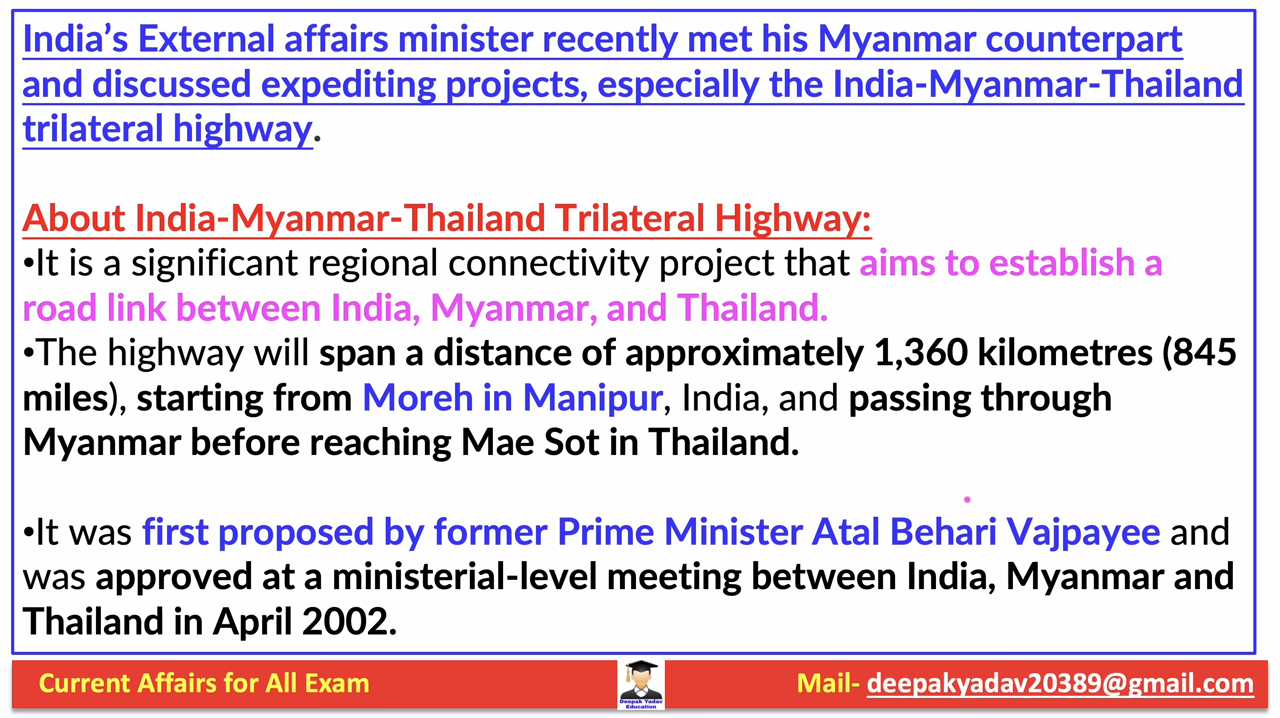 India’s External affairs minister recently met his Myanmar counterpart
and discussed expediting projects, especially the India-Myanmar-Thailand
trilateral highway.
About India-Myanmar-Thailand Trilateral Highway:
•It is a significant regional connectivity project that aims to establish a
road link between India, Myanmar, and Thailand.
•The highway will span a distance of approximately 1,360 kilometres (845
miles), starting from Moreh in Manipur, India, and passing through
Myanmar before reaching Mae Sot in Thailand.
•It was first proposed by former Prime Minister Atal Behari Vajpayee and
was approved at a ministerial-level meeting between India, Myanmar and
Thailand in April 2002.
Current Affairs for All Exam
Deepak Yadav
Education
Mail- deepakyadav20389@gmail.com